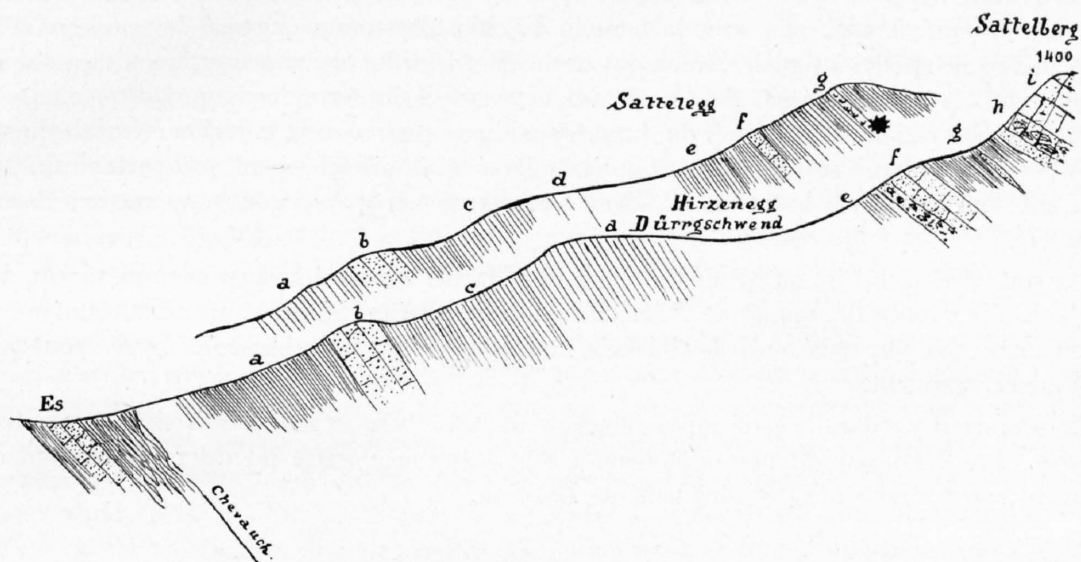 Sattelberg
1400
i
h
g
Sattelegg
g
f
e
d
c
b
a
f
e
Hirzenegg
d Dürrgschwend
c
b
a
Es
Chevauch.